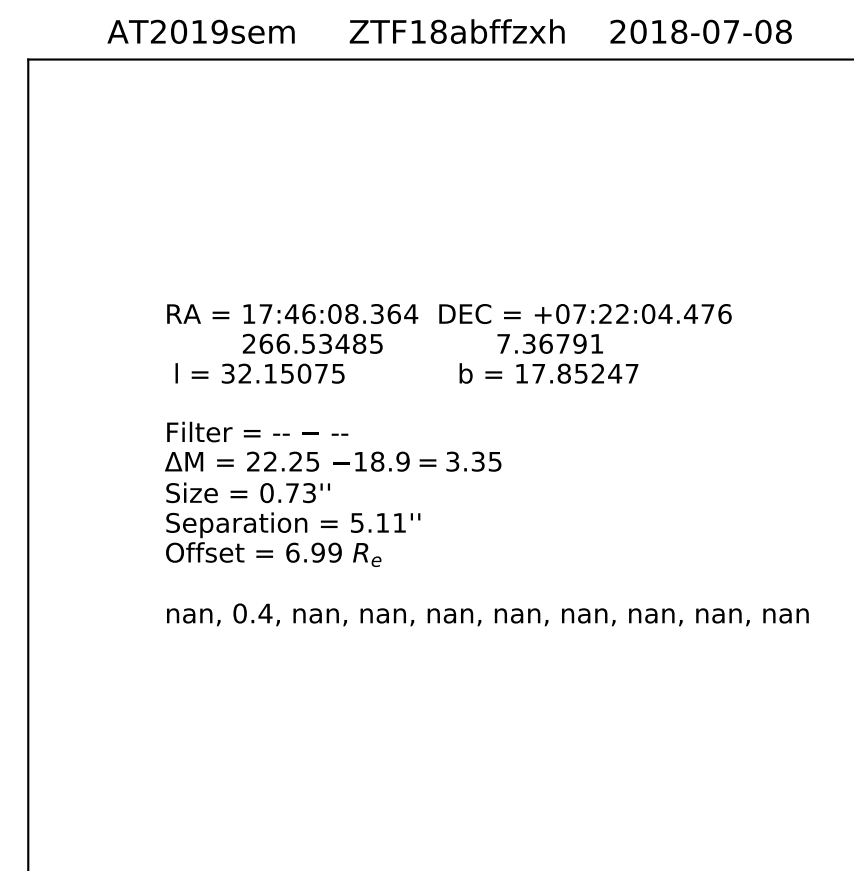 AT2019sem ZTF18abffzxh 2018-07-08
RA = 17:46:08.364 DEC = +07:22:04.476
266.53485 7.36791
l = 32.15075 b = 17.85247
Filter = -- − --
ΔM = 22.25 −18.9 = 3.35
Size = 0.73''
Separation = 5.11''
Offset = 6.99 Rₑ
nan, 0.4, nan, nan, nan, nan, nan, nan, nan, nan